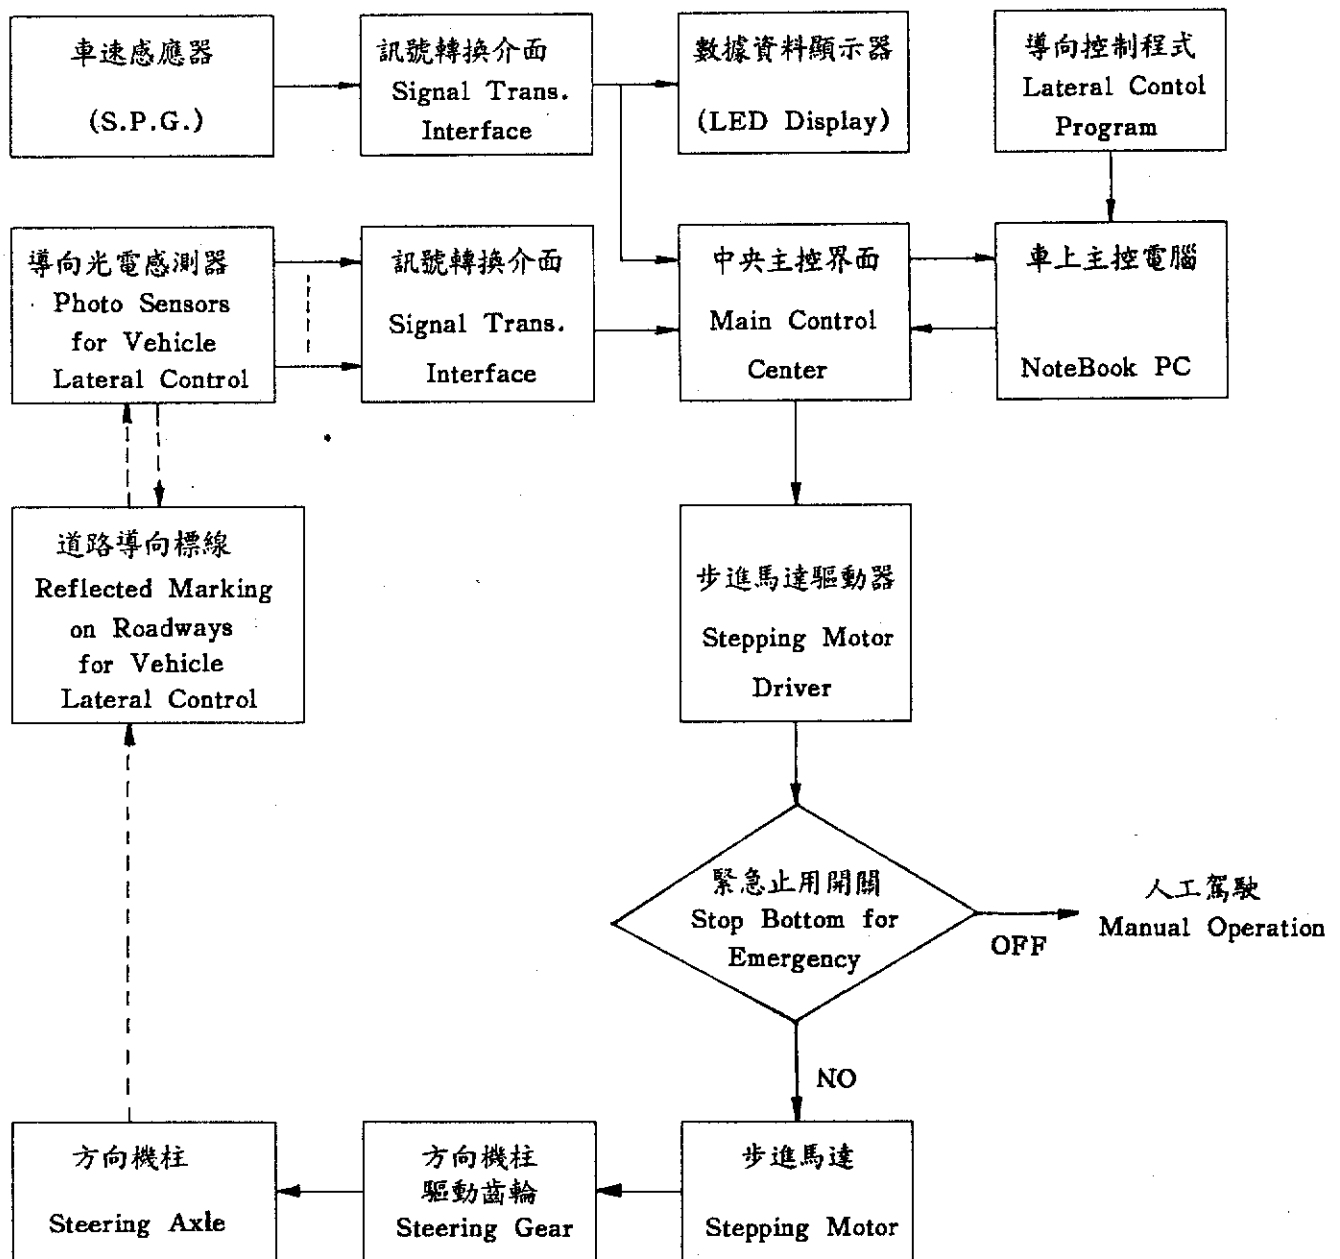 車速感應器
(S.P.G.)
訊號轉換介面
Signal Trans.
Interface
數據資料顯示器
(LED Display)
導向控制程式
Lateral Contol
Program
導向光電感測器
Photo Sensors
for Vehicle
Lateral Control
訊號轉換介面
Signal Trans.
Interface
中央主控界面
Main Control
Center
車上主控電腦
NoteBook PC
道路導向標線
Reflected Marking
on Roadways
for Vehicle
Lateral Control
步進馬達驅動器
Stepping Motor
Driver
緊急止用開關
Stop Bottom for
Emergency
OFF
人工駕駛
Manual Operation
NO
方向機柱
Steering Axle
方向機柱
驅動齒輪
Steering Gear
步進馬達
Stepping Motor